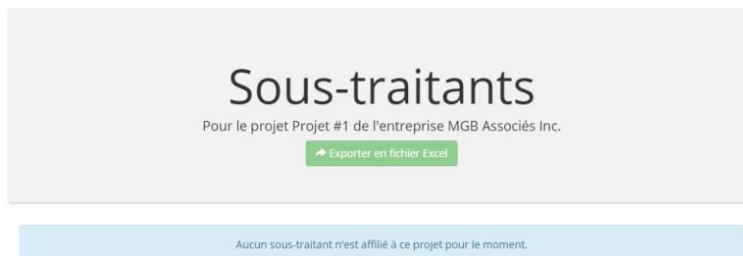 Sous-traitants
Pour le projet Projet #1 de l'entreprise MGB Associés Inc.
Exporter en fichier Excel
Aucun sous-traitant n'est affilié à ce projet pour le moment.